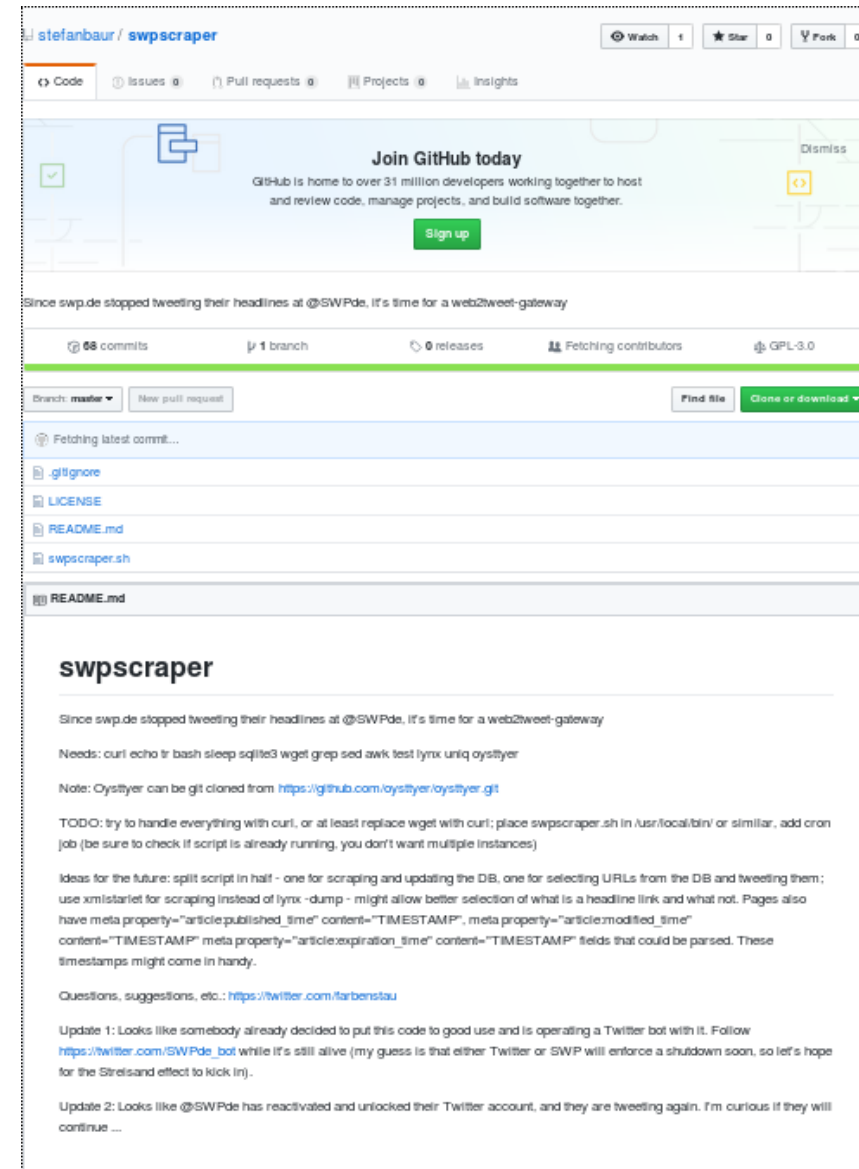 stefanbaur / swpscraper
Watch 1 Star 0 Fork 0
Code Issues 0 Pull requests 0 Projects 0 Insights
Join GitHub today
Dismiss
GitHub is home to over 31 million developers working together to host
and review code, manage projects, and build software together.
Sign up
Since swp.de stopped tweeting their headlines at @SWPde, it's time for a web2tweet-gateway
68 commits 1 branch 0 releases Fetching contributors GPL-3.0
Branch: master New pull request Find file Clone or download
Fetching latest commit...
.gitignore
LICENSE
README.md
swpscraper.sh
README.md
swpscraper
Since swp.de stopped tweeting their headlines at @SWPde, it's time for a web2tweet-gateway
Needs: curl echo tr bash sleep sqlite3 wget grep sed awk test lynx uniq oysttyer
Note: Oysttyer can be git cloned from https://github.com/oysttyer/oysttyer.git
TODO: try to handle everything with curl, or at least replace wget with curl; place swpscraper.sh in /usr/local/bin/ or similar, add cron
job (be sure to check if script is already running, you don't want multiple instances)
Ideas for the future: split script in half - one for scraping and updating the DB, one for selecting URLs from the DB and tweeting them;
use xmlstarlet for scraping instead of lynx -dump - might allow better selection of what is a headline link and what not. Pages also
have meta property="article:published_time" content="TIMESTAMP", meta property="article:modified_time"
content="TIMESTAMP" meta property="article:expiration_time" content="TIMESTAMP" fields that could be parsed. These
timestamps might come in handy.
Questions, suggestions, etc.: https://twitter.com/farbenstau
Update 1: Looks like somebody already decided to put this code to good use and is operating a Twitter bot with it. Follow
https://twitter.com/SWPde_bot while it's still alive (my guess is that either Twitter or SWP will enforce a shutdown soon, so let's hope
for the Streisand effect to kick in).
Update 2: Looks like @SWPde has reactivated and unlocked their Twitter account, and they are tweeting again. I'm curious if they will
continue ...